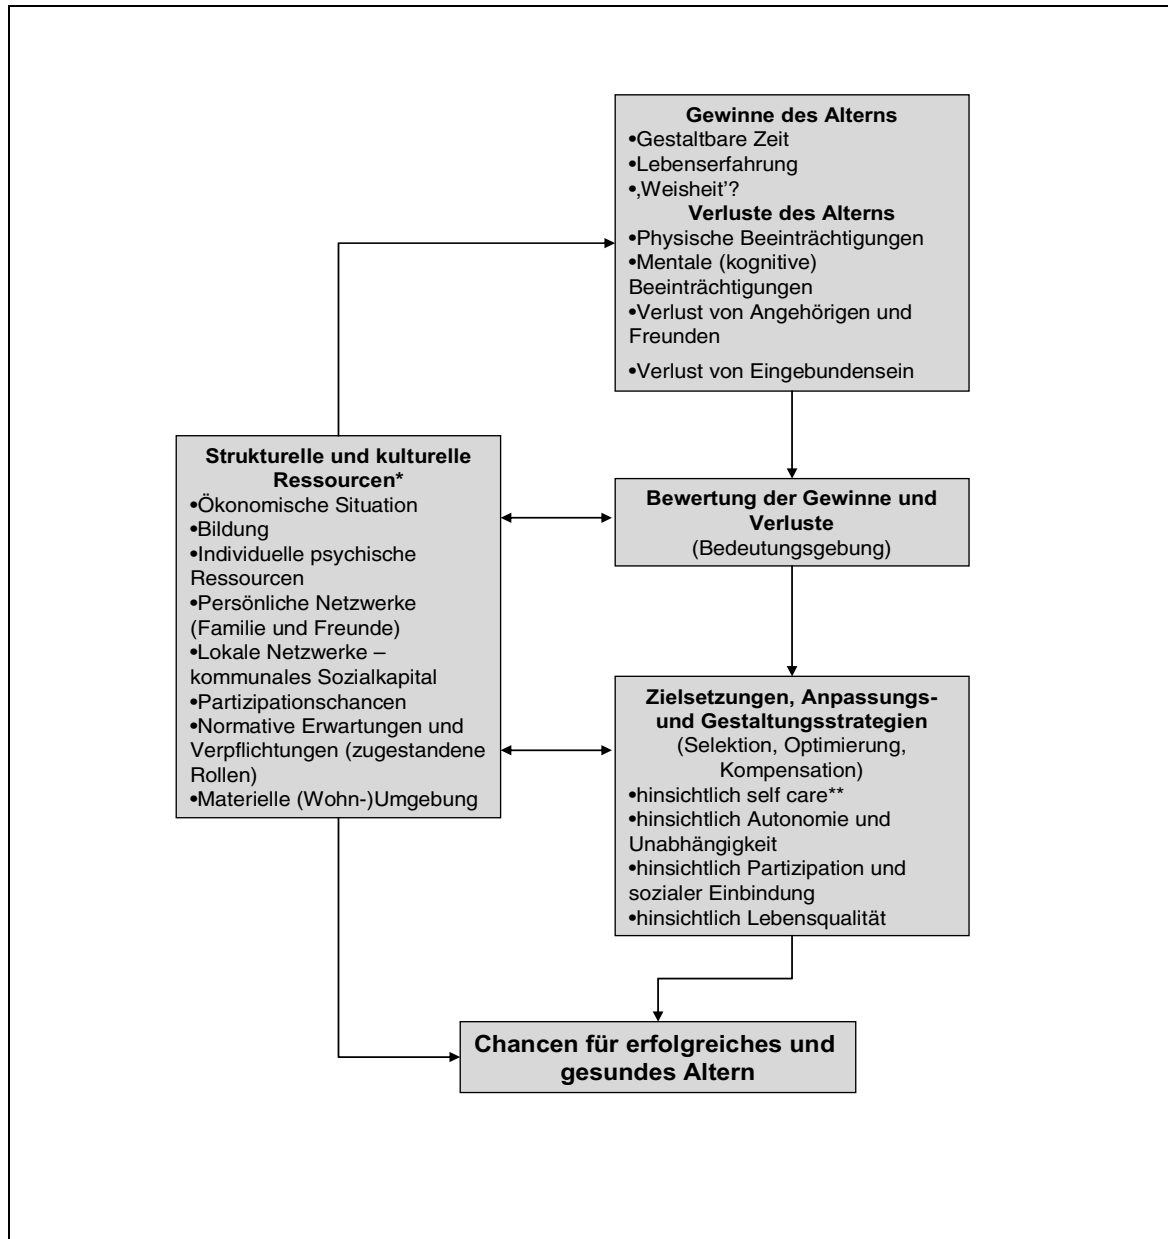 Gewinne des Alterns
•Gestaltbare Zeit
•Lebenserfahrung
•‚Weisheit'?
Verluste des Alterns
•Physische Beeinträchtigungen
•Mentale (kognitive)
Beeinträchtigungen
•Verlust von Angehörigen und
Freunden
•Verlust von Eingebundensein
Strukturelle und kulturelle
Ressourcen*
•Ökonomische Situation
•Bildung
•Individuelle psychische
Ressourcen
•Persönliche Netzwerke
(Familie und Freunde)
•Lokale Netzwerke –
kommunales Sozialkapital
•Partizipationschancen
•Normative Erwartungen und
Verpflichtungen (zugestandene
Rollen)
•Materielle (Wohn-)Umgebung
Bewertung der Gewinne und
Verluste
(Bedeutungsgebung)
Zielsetzungen, Anpassungs-
und Gestaltungsstrategien
(Selektion, Optimierung,
Kompensation)
•hinsichtlich self care**
•hinsichtlich Autonomie und
Unabhängigkeit
•hinsichtlich Partizipation und
sozialer Einbindung
•hinsichtlich Lebensqualität
Chancen für erfolgreiches und
gesundes Altern